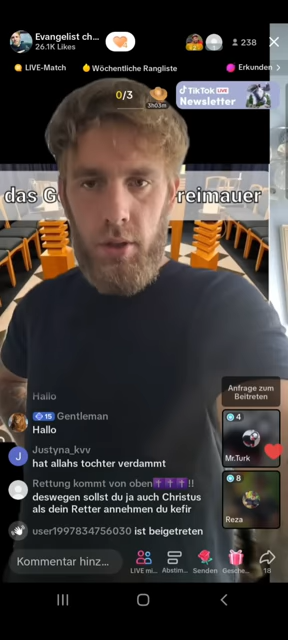 Evangelist ch...
26.1K Likes
238
LIVE-Match
Wöchentliche Rangliste
Erkunden
0/3
3h03m
TikTok LIVE
Newsletter
das G
reimauer
Hallo
15 Gentleman
Hallo
Justyna_kvv
hat allahs tochter verdammt
Rettung kommt von oben✝️✝️✝️!!
deswegen sollst du ja auch Christus
als dein Retter annehmen du kefir
user1997834756030 ist beigetreten
Anfrage zum
Beitreten
4
Mr.Turk
8
Reza
Kommentar hinz...
LIVE mi...
Abstim...
Senden
Gesche...
18